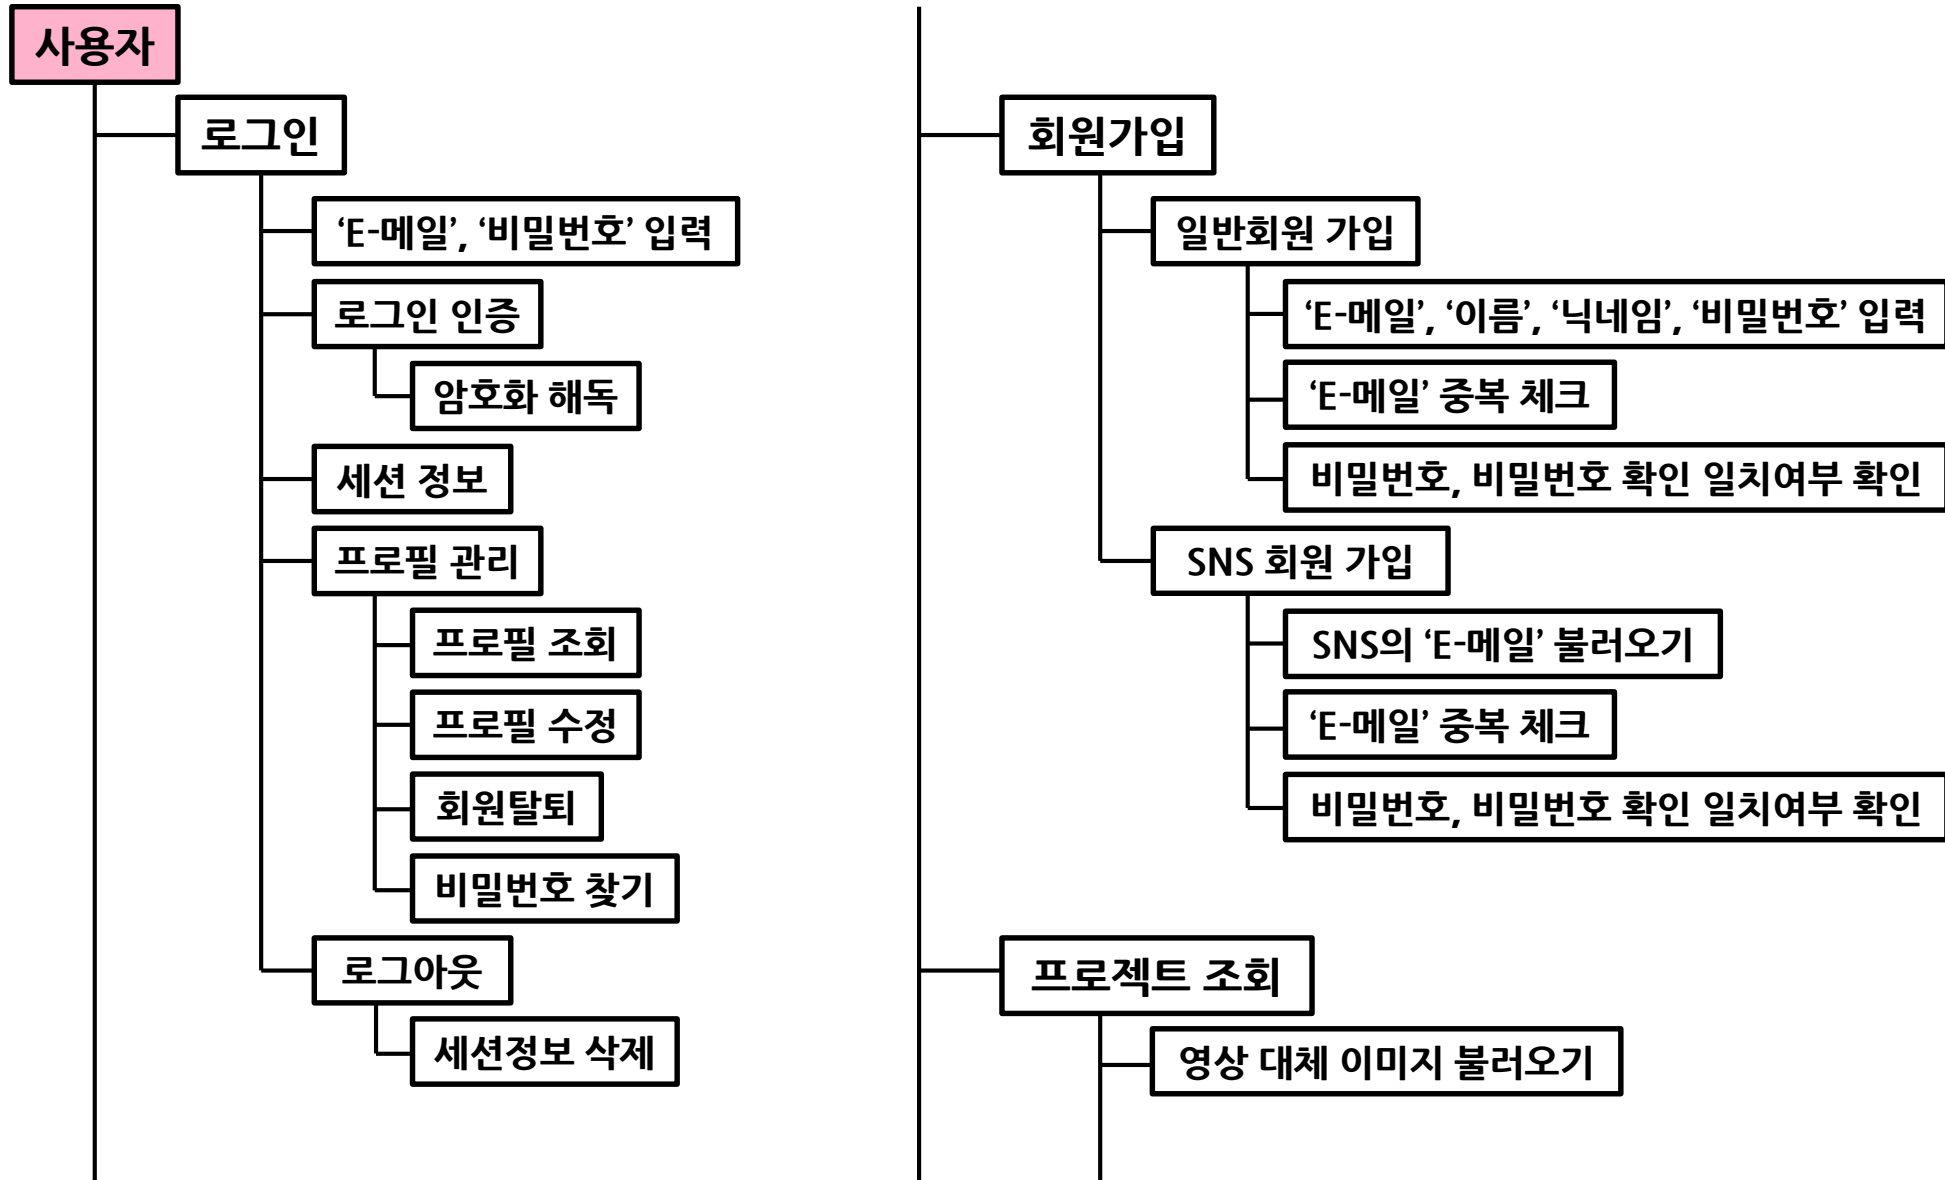 사용자
로그인
‘E-메일’, ‘비밀번호’ 입력
로그인 인증
암호화 해독
세션 정보
프로필 관리
프로필 조회
프로필 수정
회원탈퇴
비밀번호 찾기
로그아웃
세션정보 삭제
회원가입
일반회원 가입
‘E-메일’, ‘이름’, ‘닉네임’, ‘비밀번호’ 입력
‘E-메일’ 중복 체크
비밀번호, 비밀번호 확인 일치여부 확인
SNS 회원 가입
SNS의 ‘E-메일’ 불러오기
‘E-메일’ 중복 체크
비밀번호, 비밀번호 확인 일치여부 확인
프로젝트 조회
영상 대체 이미지 불러오기